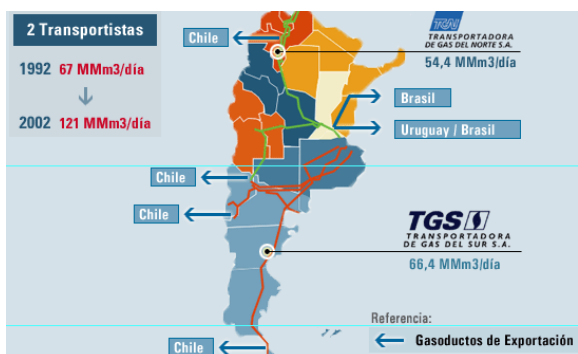 2 Transportistas
1992 67 MMm3/día
2002 121 MMm3/día
Chile
TGN
TRANSPORTADORA
DE GAS DEL NORTE S.A.
54,4 MMm3/día
Brasil
Uruguay / Brasil
Chile
Chile
TGS
TRANSPORTADORA
DE GAS DEL SUR S.A.
66,4 MMm3/día
Referencia:
Gasoductos de Exportación
Chile